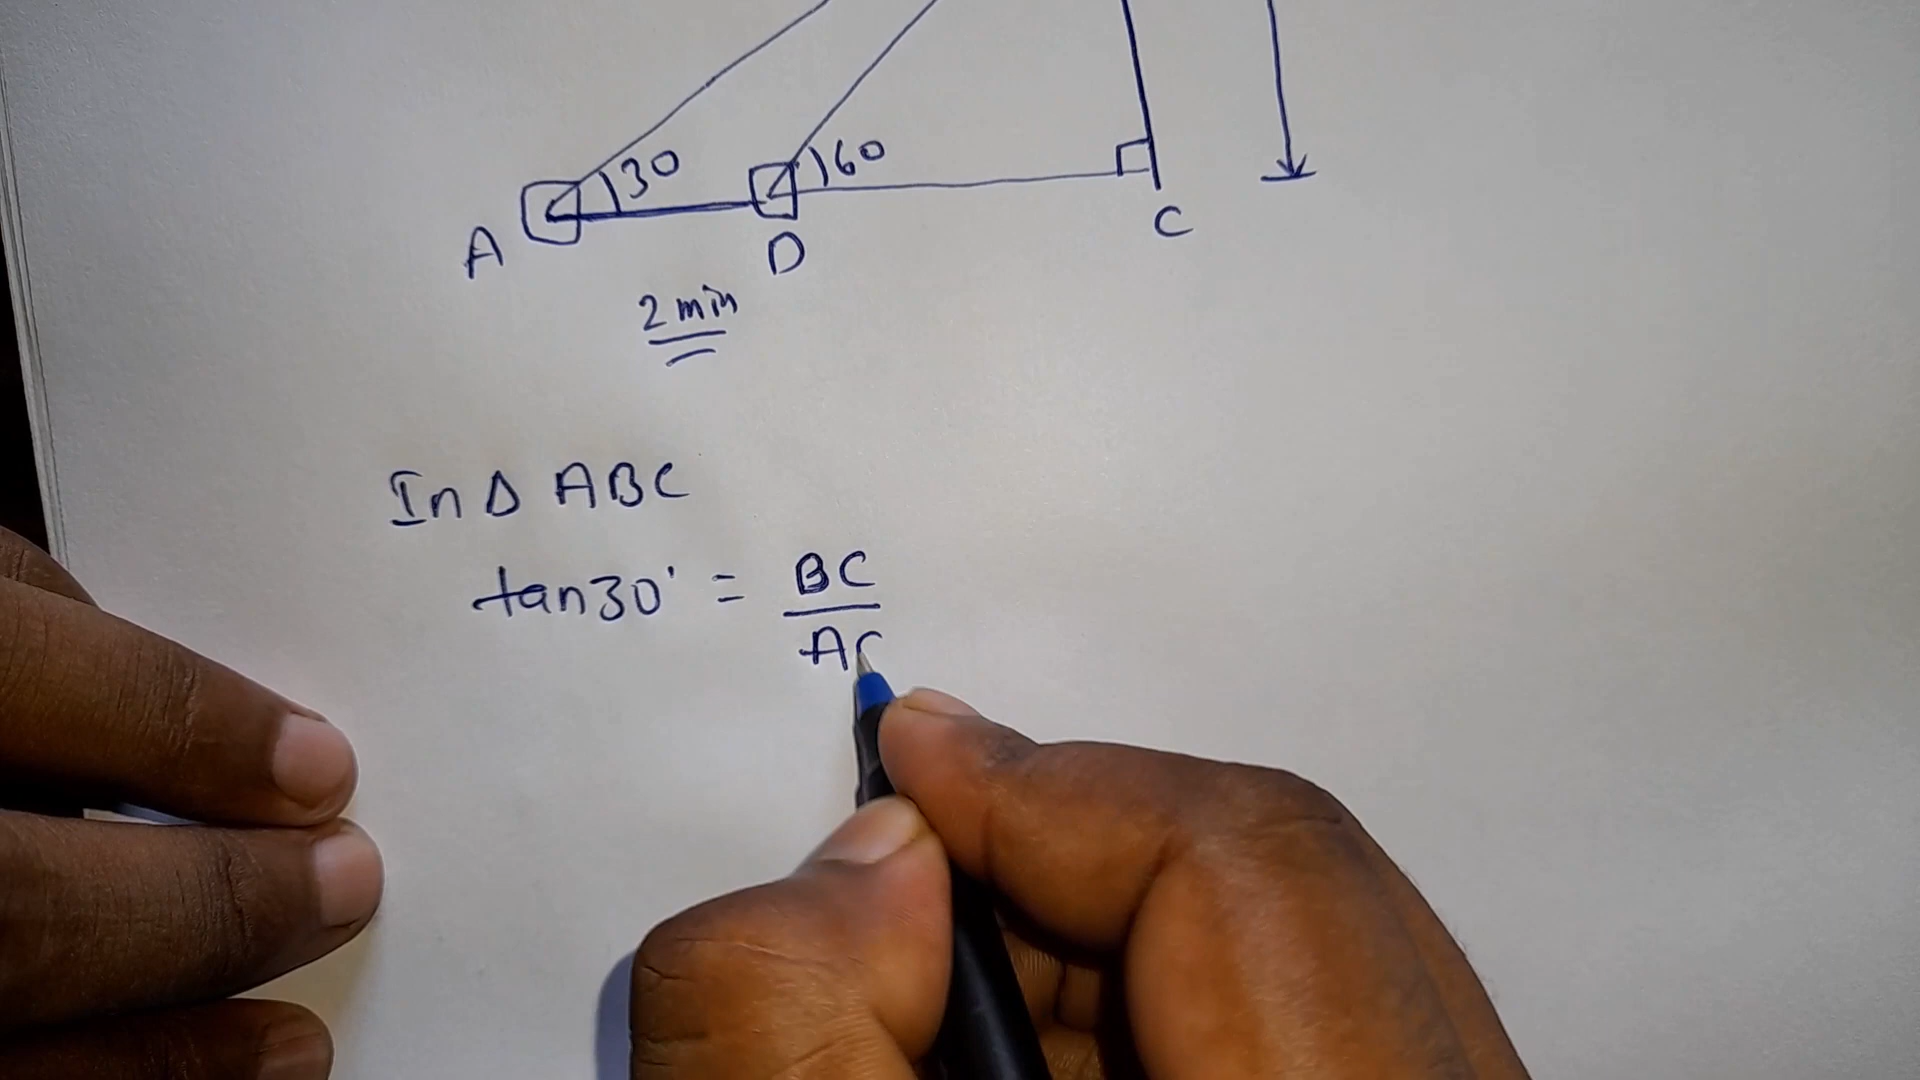 30 60
A D C
2 min
In Δ ABC
tan30° = BC
AC